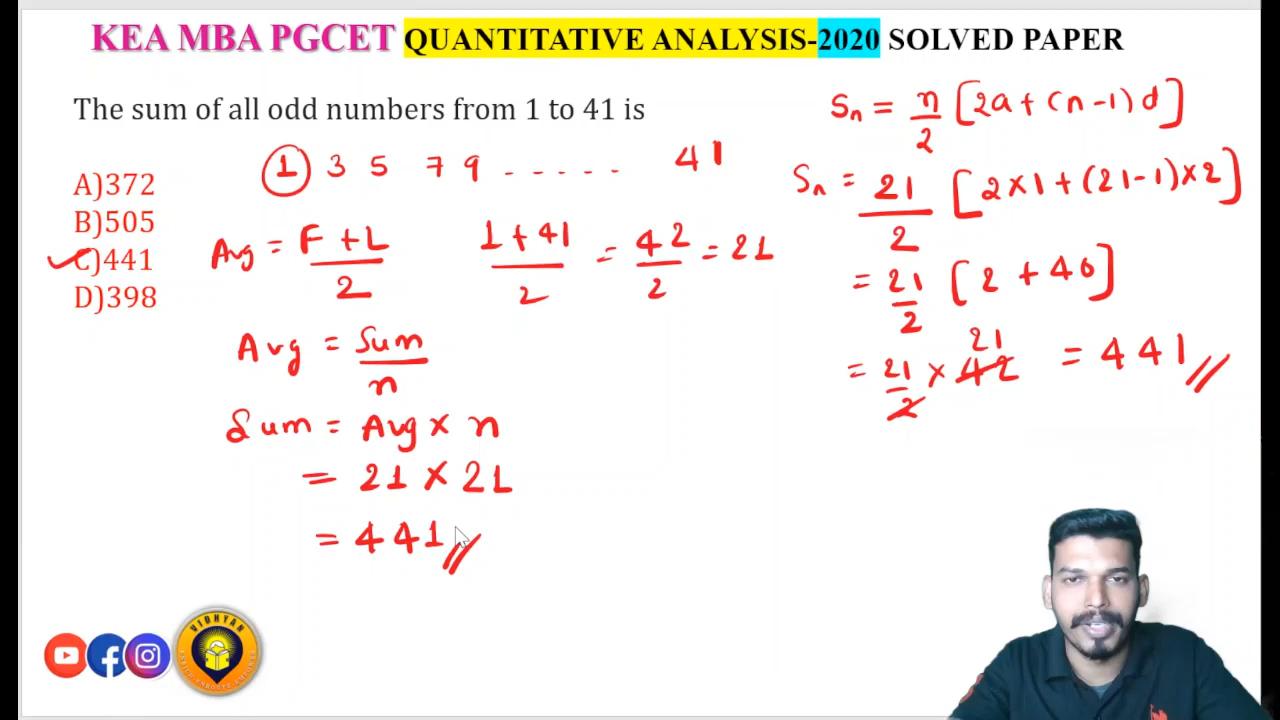 KEA MBA PGCET QUANTITATIVE ANALYSIS-2020 SOLVED PAPER
The sum of all odd numbers from 1 to 41 is
1 3 5 7 9 ...... 41
A)372
B)505
C)441
D)398
Avg = F + L / 2
1 + 41 / 2 = 42 / 2 = 21
Avg = Sum / n
Sum = Avg × n
= 21 × 21
= 441 //
Sn = n/2 [2a + (n - 1) d]
Sn = 21/2 [2×1 + (21-1)×2]
= 21/2 [2 + 40]
= 21/2 × 42 21 = 441 //
VIDHYAN